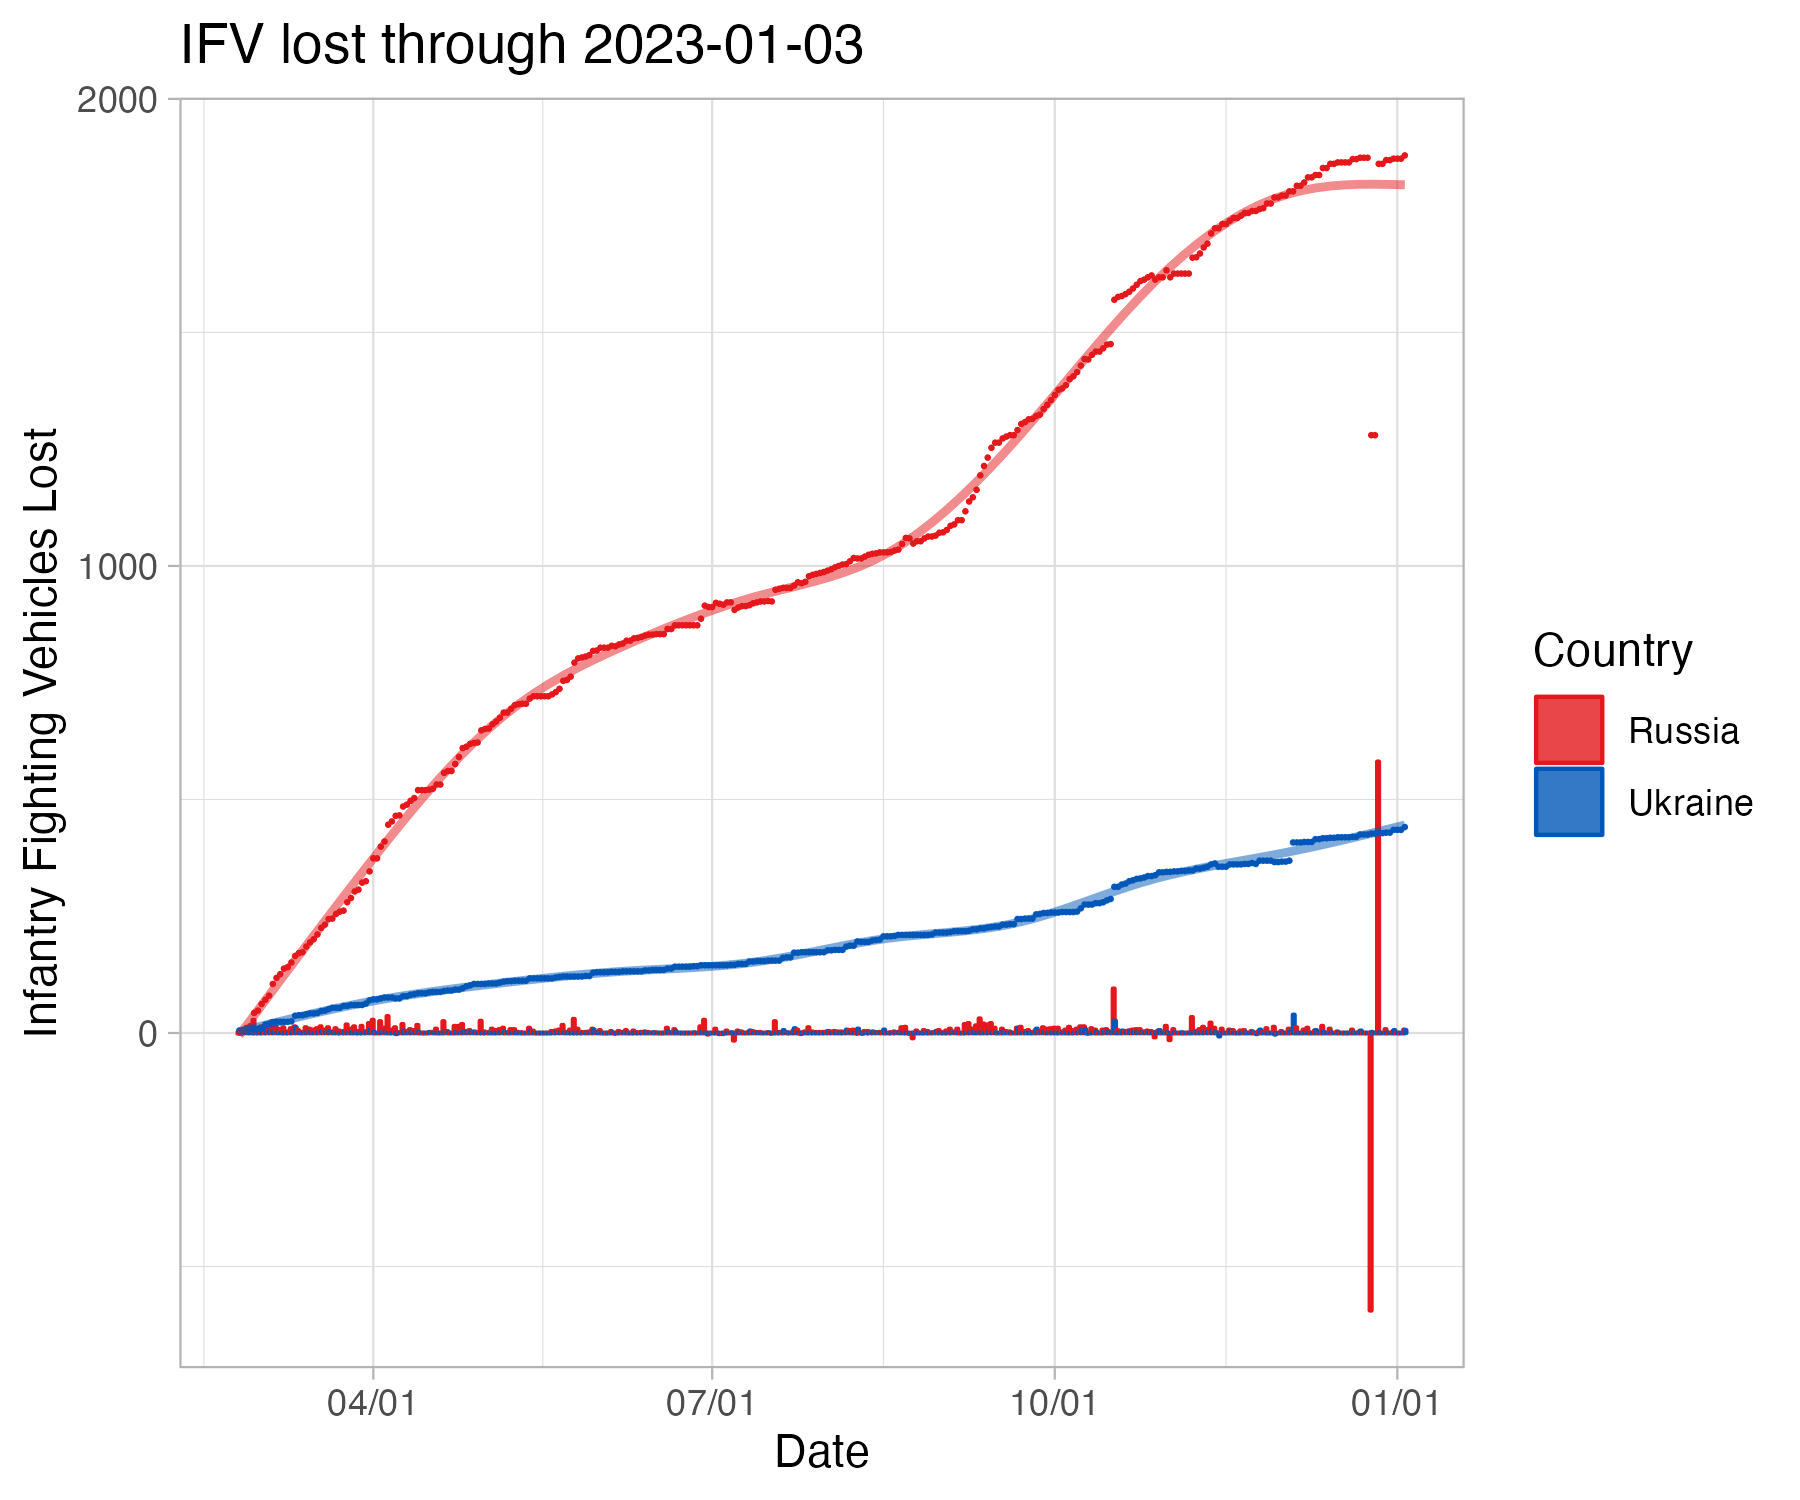 IFV lost through 2023-01-03
Infantry Fighting Vehicles Lost
2000
1000
0
04/01
07/01
10/01
01/01
Date
Country
Russia
Ukraine